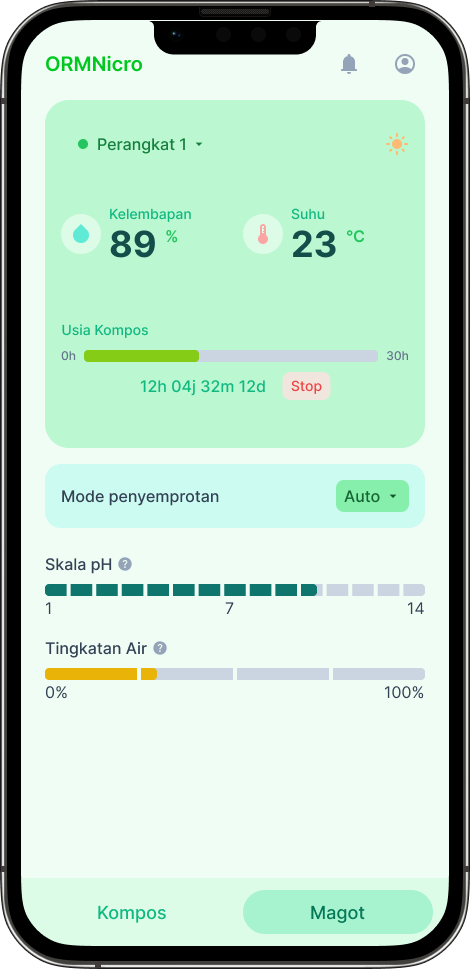 ORMNicro
Perangkat 1
Kelembapan
89 %
Suhu
23 °C
Usia Kompos
0h 30h
12h 04j 32m 12d Stop
Mode penyemprotan Auto
Skala pH ?
1 7 14
Tingkatan Air ?
0% 100%
Kompos Magot